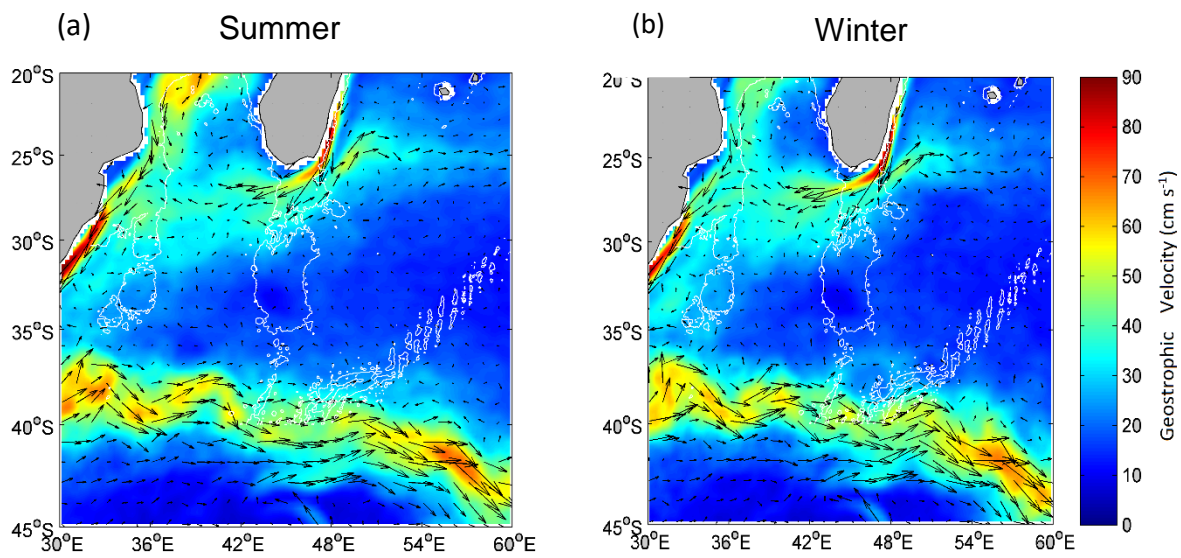 (a) Summer
(b) Winter
20°S
25°S
30°S
35°S
40°S
45°S
30°E 36°E 42°E 48°E 54°E 60°E
20°S
25°S
30°S
35°S
40°S
45°S
30°E 36°E 42°E 48°E 54°E 60°E
90
80
70
60
50
40
30
20
10
0
Geostrophic Velocity (cm s⁻¹)